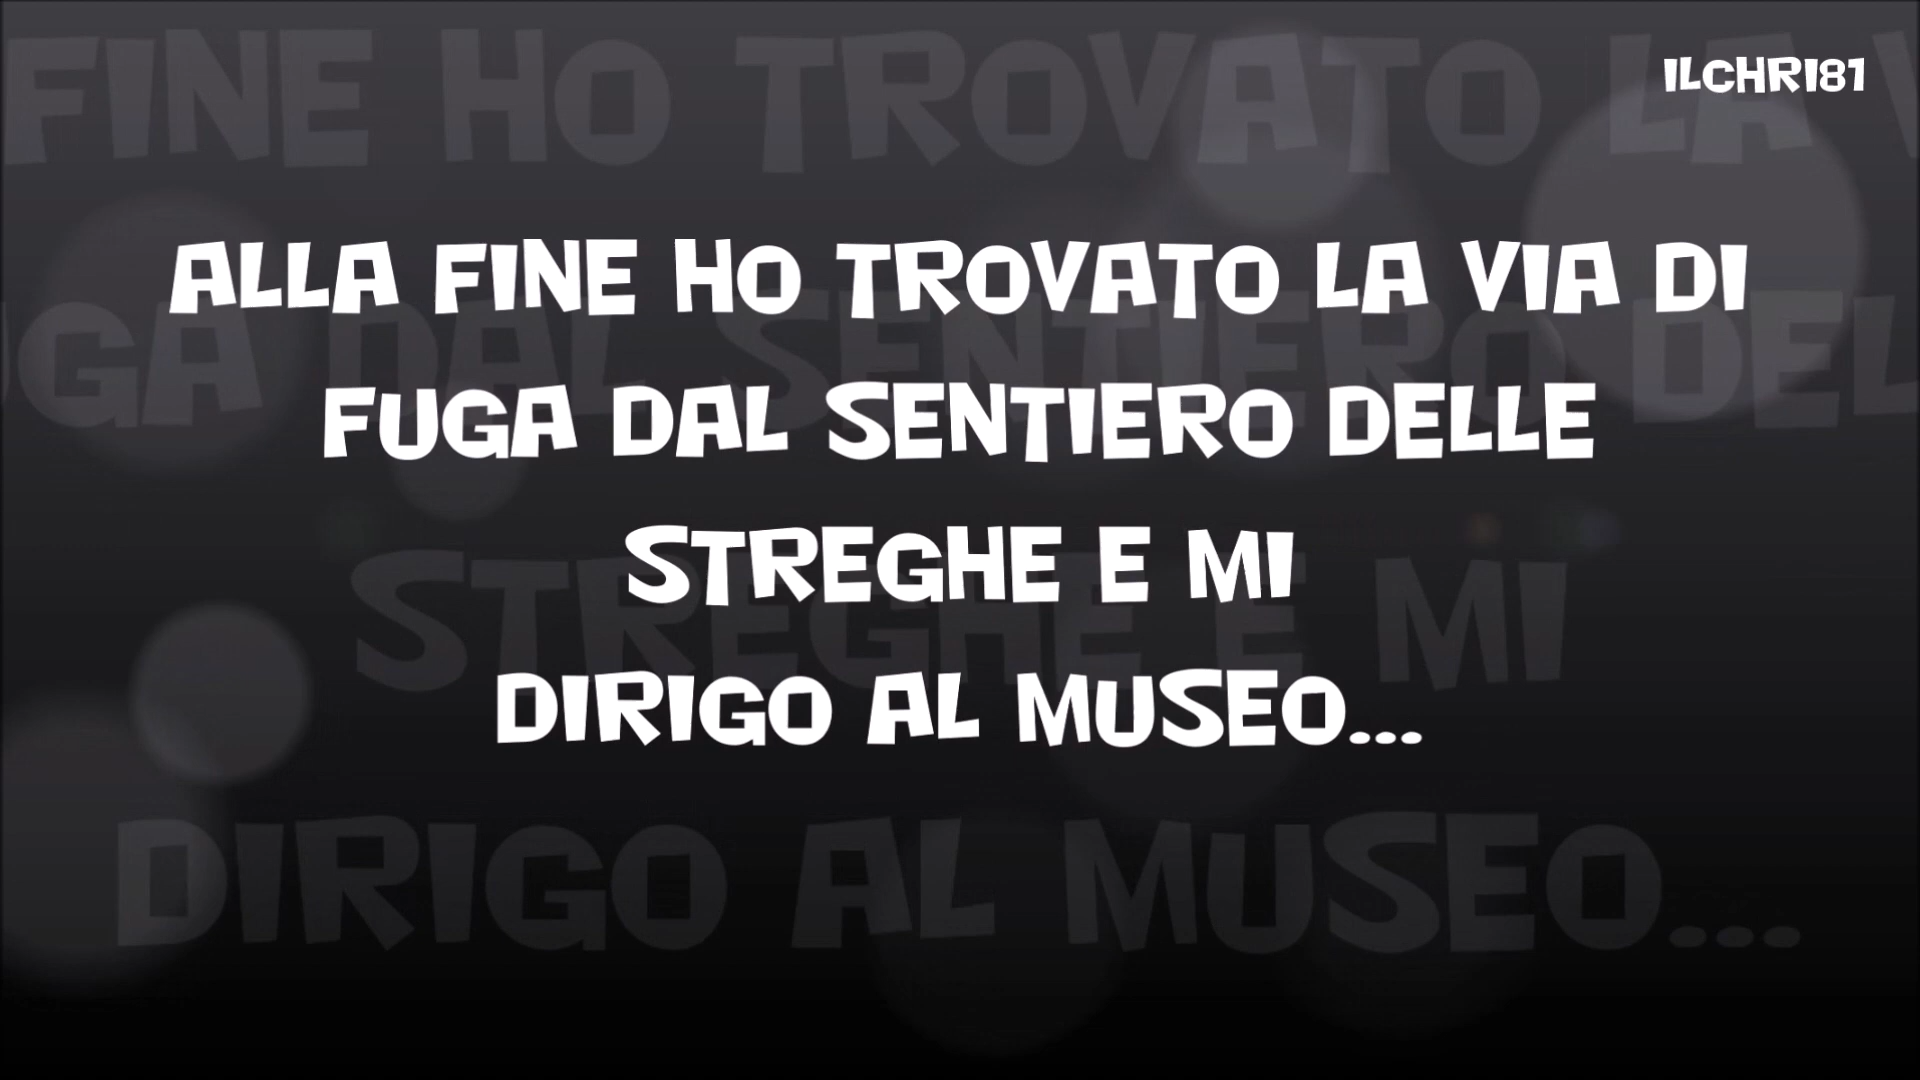 ILCHRI81
ALLA FINE HO TROVATO LA VIA DI
FUGA DAL SENTIERO DELLE
STREGHE E MI
DIRIGO AL MUSEO...